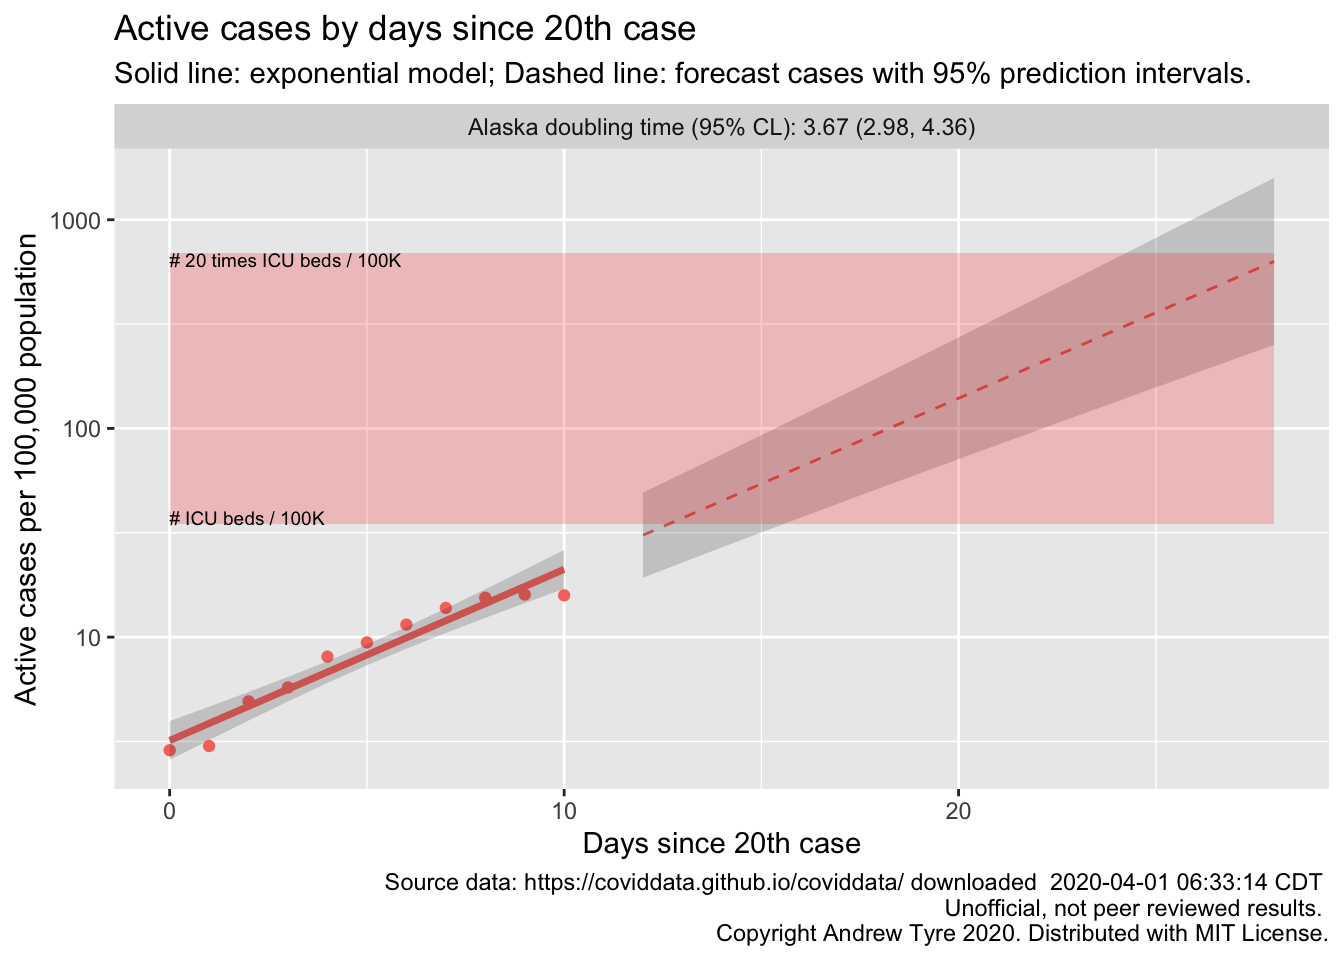 Active cases by days since 20th case
Solid line: exponential model; Dashed line: forecast cases with 95% prediction intervals.
Alaska doubling time (95% CL): 3.67 (2.98, 4.36)
Active cases per 100,000 population
1000
100
10
# 20 times ICU beds / 100K
# ICU beds / 100K
0
10
20
Days since 20th case
Source data: https://coviddata.github.io/coviddata/ downloaded  2020-04-01 06:33:14 CDT
Unofficial, not peer reviewed results.
Copyright Andrew Tyre 2020. Distributed with MIT License.